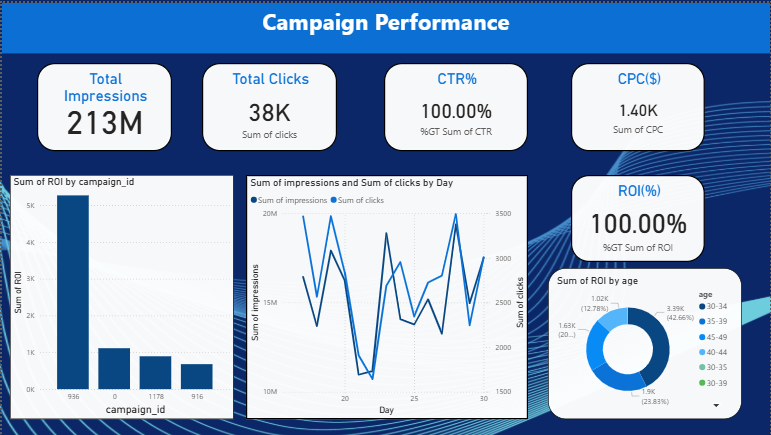 Campaign Performance
Total
Impressions
213M
Total Clicks
38K
Sum of clicks
CTR%
100.00%
%GT Sum of CTR
CPC($)
1.40K
Sum of CPC
Sum of ROI by campaign_id
5K
4K
3K
2K
1K
0K
Sum of ROI
936
0
1178
916
campaign_id
Sum of impressions and Sum of clicks by Day
Sum of impressions
Sum of clicks
20M
15M
10M
Sum of impressions
3500
3000
2500
2000
1500
Sum of clicks
20
25
30
Day
ROI(%)
100.00%
%GT Sum of ROI
Sum of ROI by age
1.02K
(12.78%)
3.39K
(42.66%)
1.63K
(20...)
1.9K
(23.83%)
age
30-34
35-39
45-49
40-44
30-35
30-39